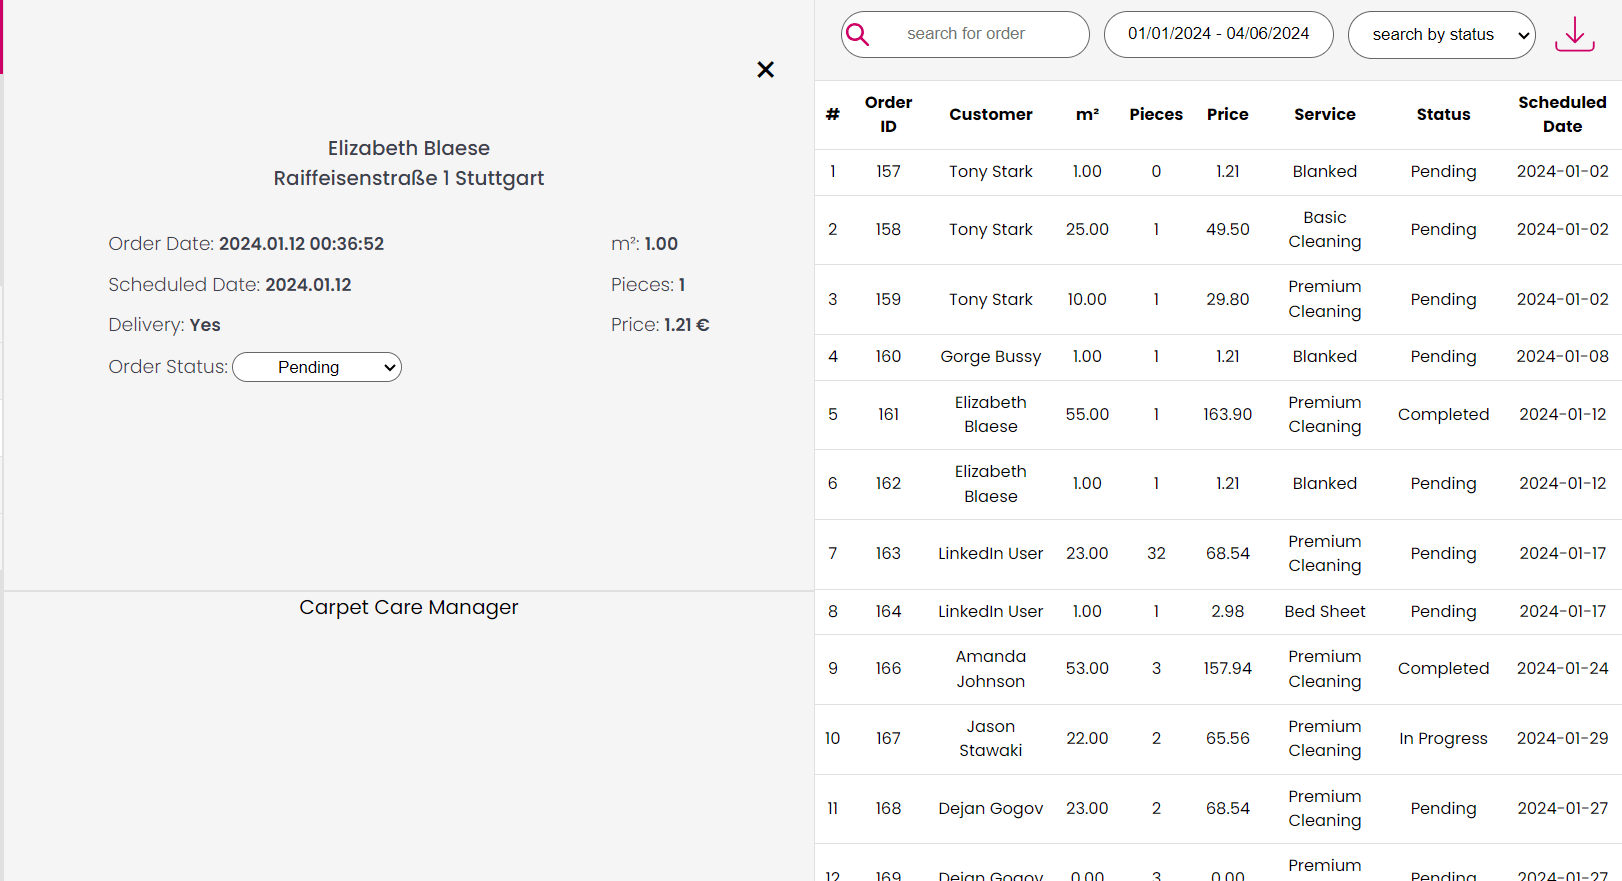 Elizabeth Blaese
Raiffeisenstraße 1 Stuttgart
Order Date: 2024.01.12 00:36:52
m²: 1.00
Scheduled Date: 2024.01.12
Pieces: 1
Delivery: Yes
Price: 1.21 €
Order Status: Pending
Carpet Care Manager
search for order
01/01/2024 - 04/06/2024
search by status
# Order ID Customer m² Pieces Price Service Status Scheduled Date
1 157 Tony Stark 1.00 0 1.21 Blanked Pending 2024-01-02
2 158 Tony Stark 25.00 1 49.50 Basic Cleaning Pending 2024-01-02
3 159 Tony Stark 10.00 1 29.80 Premium Cleaning Pending 2024-01-02
4 160 Gorge Bussy 1.00 1 1.21 Blanked Pending 2024-01-08
5 161 Elizabeth Blaese 55.00 1 163.90 Premium Cleaning Completed 2024-01-12
6 162 Elizabeth Blaese 1.00 1 1.21 Blanked Pending 2024-01-12
7 163 LinkedIn User 23.00 32 68.54 Premium Cleaning Pending 2024-01-17
8 164 LinkedIn User 1.00 1 2.98 Bed Sheet Pending 2024-01-17
9 166 Amanda Johnson 53.00 3 157.94 Premium Cleaning Completed 2024-01-24
10 167 Jason Stawaki 22.00 2 65.56 Premium Cleaning In Progress 2024-01-29
11 168 Dejan Gogov 23.00 2 68.54 Premium Cleaning Pending 2024-01-27
12 169 Dejan Gogov 0.00 3 0.00 Premium Pending 2024-01-27